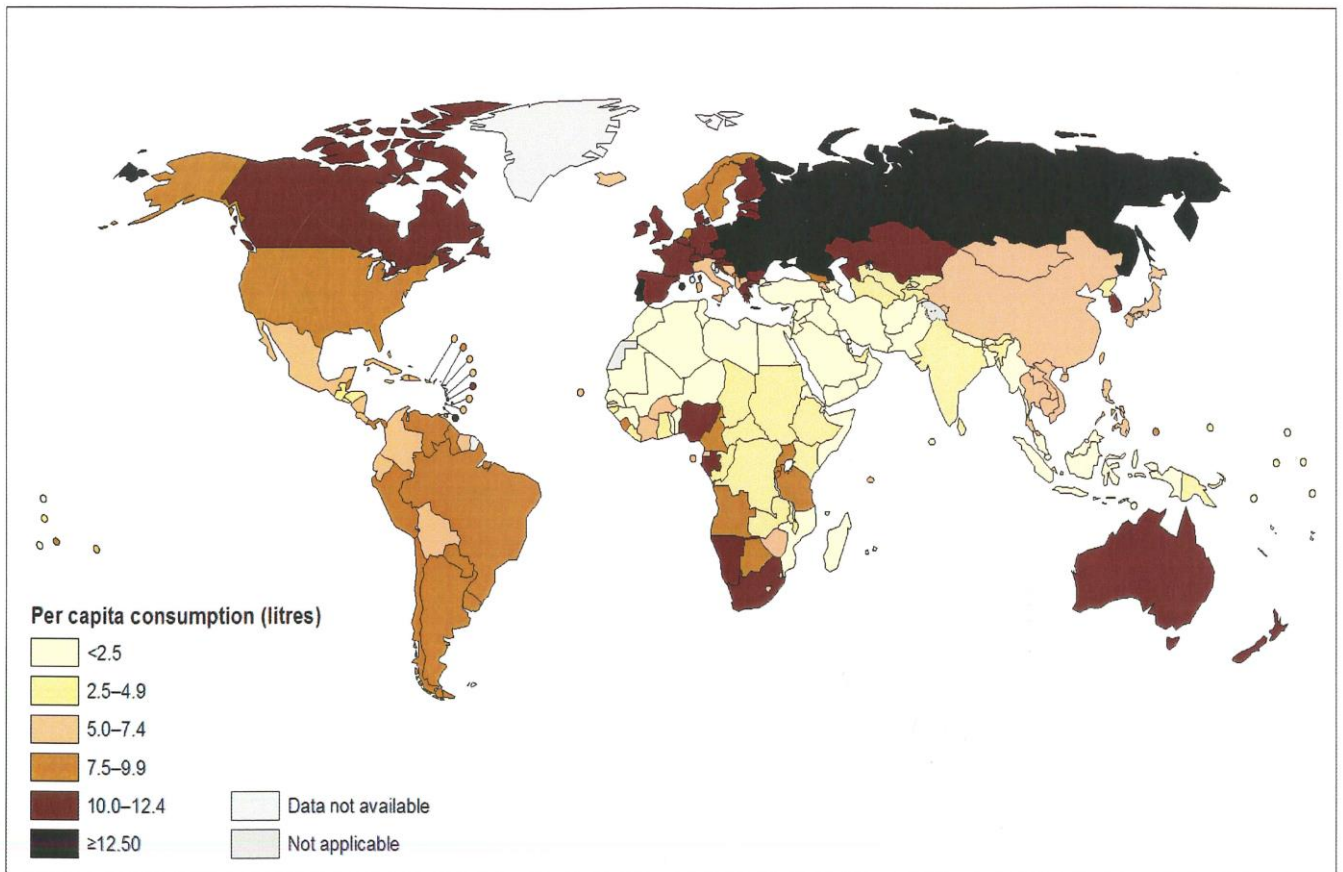 Per capita consumption (litres)
<2.5
2.5–4.9
5.0–7.4
7.5–9.9
10.0–12.4
≥12.50
Data not available
Not applicable